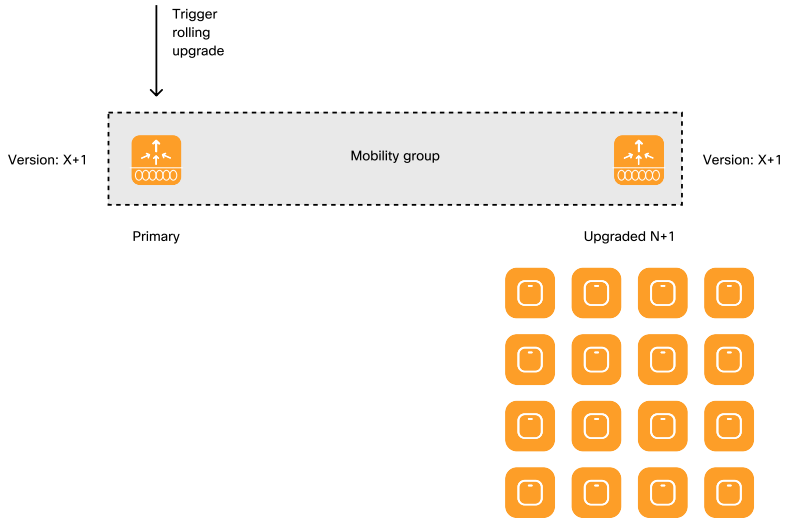 Trigger
rolling
upgrade
Version: X+1
Mobility group
Version: X+1
Primary
Upgraded N+1